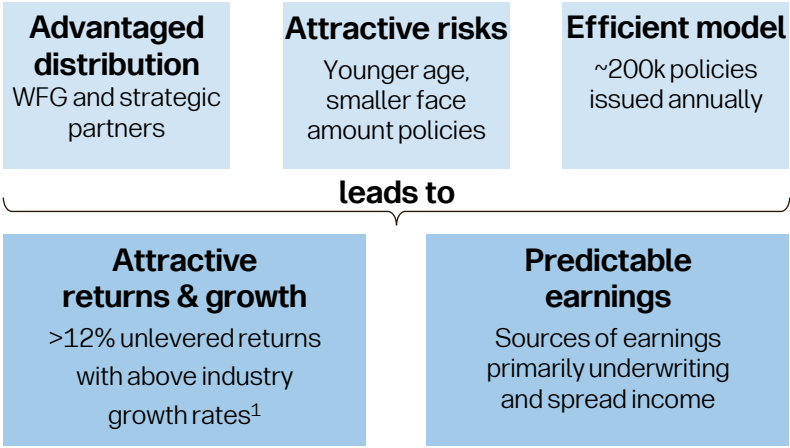 Advantaged
distribution
WFG and strategic
partners
Attractive risks
Younger age,
smaller face
amount policies
Efficient model
~200k policies
issued annually
leads to
Attractive
returns & growth
>12% unlevered returns
with above industry
growth rates1
Predictable
earnings
Sources of earnings
primarily underwriting
and spread income